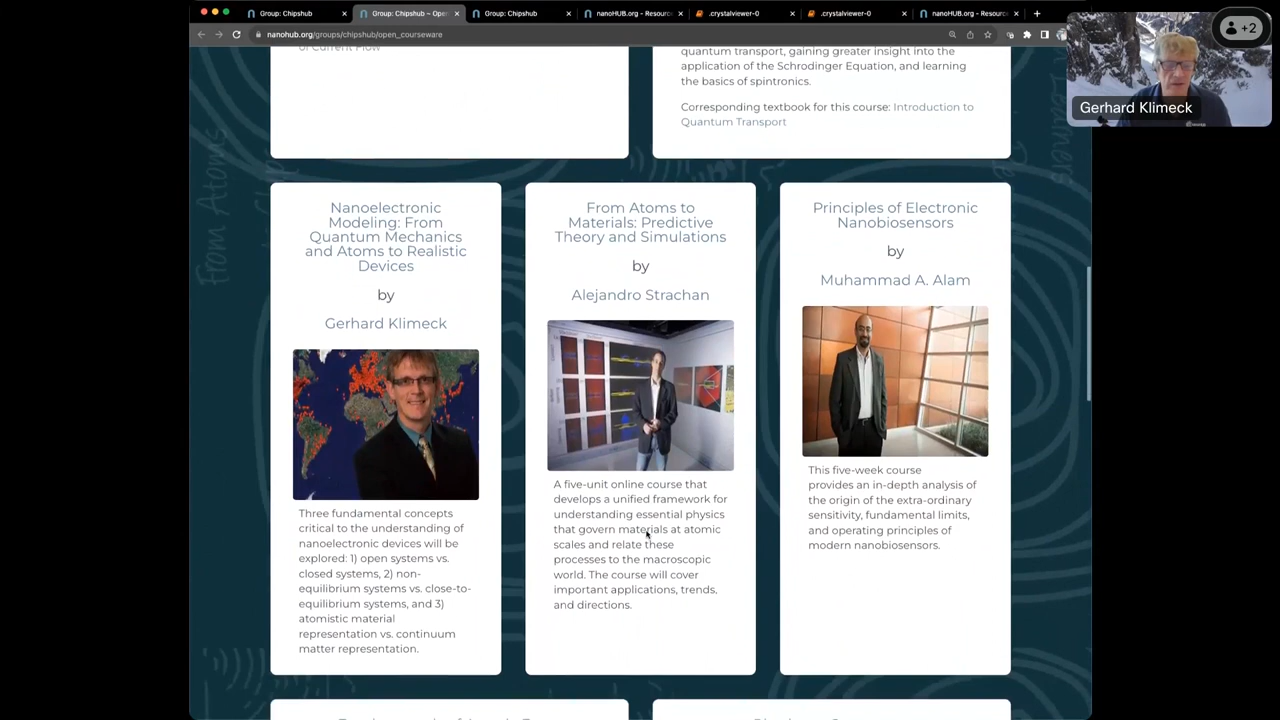 Group: Chipshub
Group: Chipshub ~ Ope
Group: Chipshub
nanoHUB.org - Resourc
.crystalviewer-0
.crystalviewer-0
nanoHUB.org - Resourc
nanohub.org/groups/chipshub/open_courseware
+2
Gerhard Klimeck
of Current Flow
quantum transport, gaining greater insight into the
application of the Schrodinger Equation, and learning
the basics of spintronics.
Corresponding textbook for this course: Introduction to
Quantum Transport
Nanoelectronic
Modeling: From
Quantum Mechanics
and Atoms to Realistic
Devices
by
Gerhard Klimeck
Three fundamental concepts
critical to the understanding of
nanoelectronic devices will be
explored: 1) open systems vs.
closed systems, 2) non-
equilibrium systems vs. close-to-
equilibrium systems, and 3)
atomistic material
representation vs. continuum
matter representation.
From Atoms to
Materials: Predictive
Theory and Simulations
by
Alejandro Strachan
A five-unit online course that
develops a unified framework for
understanding essential physics
that govern materials at atomic
scales and relate these
processes to the macroscopic
world. The course will cover
important applications, trends,
and directions.
Principles of Electronic
Nanobiosensors
by
Muhammad A. Alam
This five-week course
provides an in-depth analysis of
the origin of the extra-ordinary
sensitivity, fundamental limits,
and operating principles of
modern nanobiosensors.
From Atoms